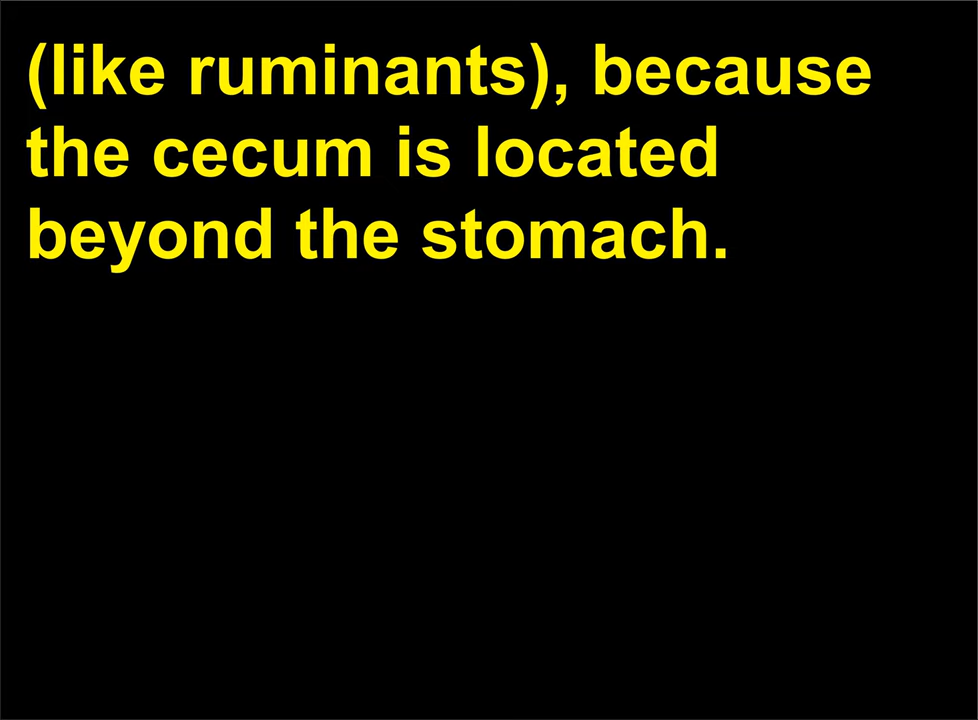 (like ruminants), because
the cecum is located
beyond the stomach.